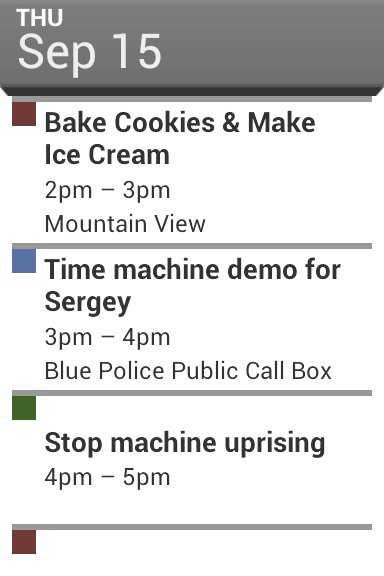 THU
Sep 15
Bake Cookies & Make
Ice Cream
2pm – 3pm
Mountain View
Time machine demo for
Sergey
3pm – 4pm
Blue Police Public Call Box
Stop machine uprising
4pm – 5pm